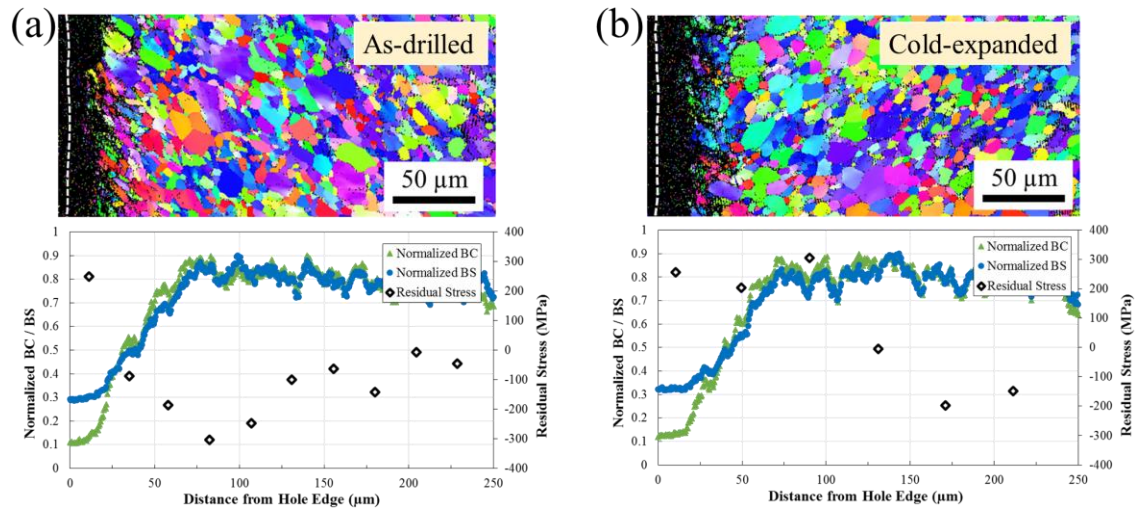 (a)
As-drilled
50 µm
Normalized BC / BS
1
0.9
0.8
0.7
0.6
0.5
0.4
0.3
0.2
0.1
0
Normalized BC
Normalized BS
Residual Stress
400
300
200
100
0
-100
-200
-300
-400
Residual Stress (MPa)
0 50 100 150 200 250
Distance from Hole Edge (µm)
(b)
Cold-expanded
50 µm
Normalized BC / BS
1
0.9
0.8
0.7
0.6
0.5
0.4
0.3
0.2
0.1
0
Normalized BC
Normalized BS
Residual Stress
400
300
200
100
0
-100
-200
-300
-400
Residual Stress (MPa)
0 50 100 150 200 250
Distance from Hole Edge (µm)